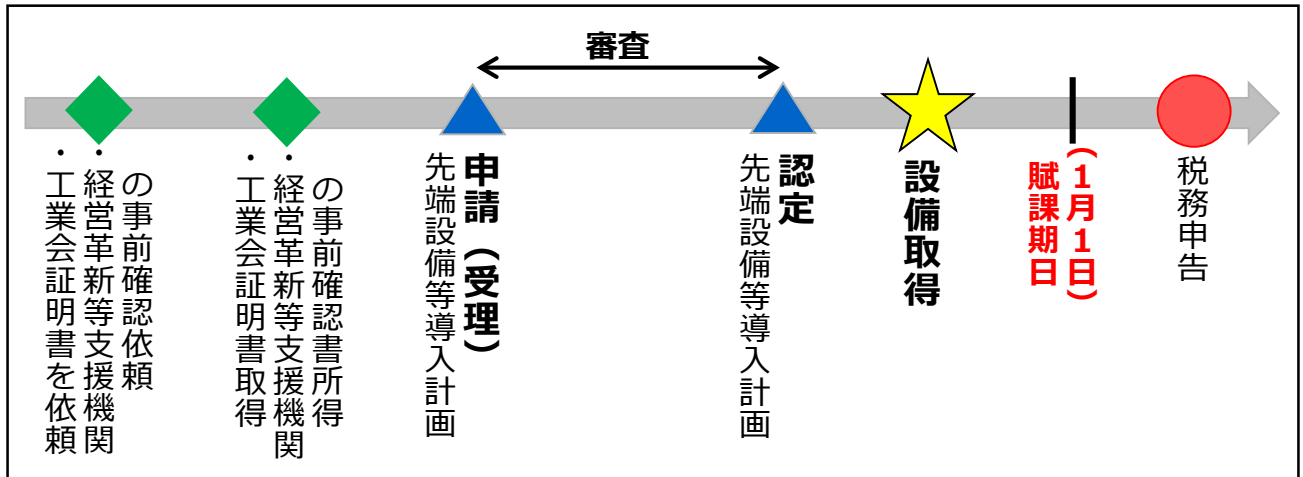 審査
・経営革新等支援機関
の事前確認依頼
・工業会証明書を依頼
・経営革新等支援機関
の事前確認書所得
・工業会証明書取得
申請（受理）
先端設備等導入計画
認定
先端設備等導入計画
設備取得
（１月１日）
賦課期日
税務申告